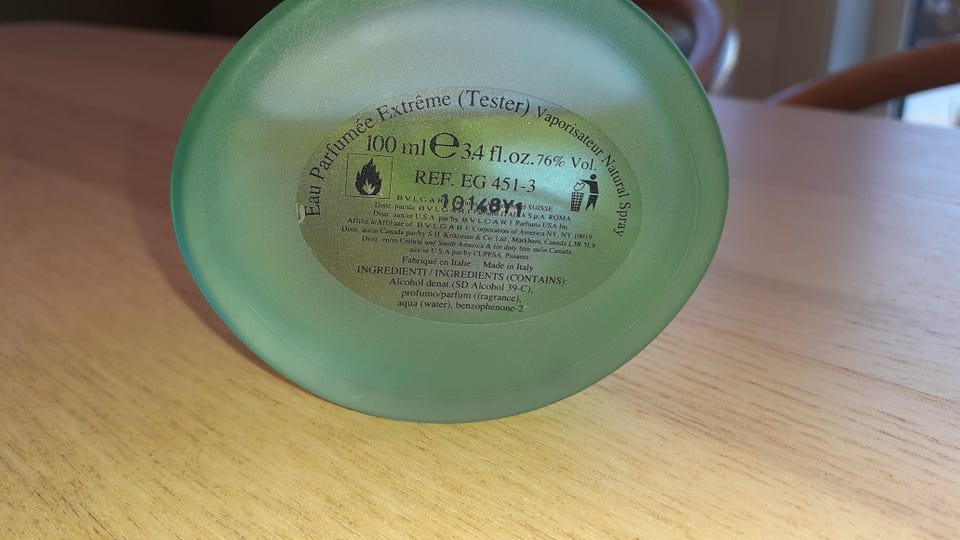 Eau Parfumée Extrême (Tester) Vaporisateur Natural Spray
100 ml ℮ 3.4 fl.oz. 76% Vol.
REF. EG 451-3
10148Y1
BVLGARI SUISSE
Distr. par/da BVLGARI Parfums ITALIA S.p.A. ROMA
Distr. aux/in U.S.A. par/by BVLGARI Parfums USA Inc.
Affilié à/Affiliate of BVLGARI Corporation of America NY, NY 10019
Distr. au/in Canada par/by S.H. Krikorian & Co. Ltd., Markham, Canada L3R 5L9
Distr. en/in Central and South America & for duty free au/in Canada,
aux/in U.S.A par/by CUPESA, Panama
Fabriqué en Italie Made in Italy
INGREDIENTI / INGREDIENTS (CONTAINS):
Alcohol denat.(SD Alcohol 39-C),
profumo/parfum (fragrance),
aqua (water), benzophenone-2